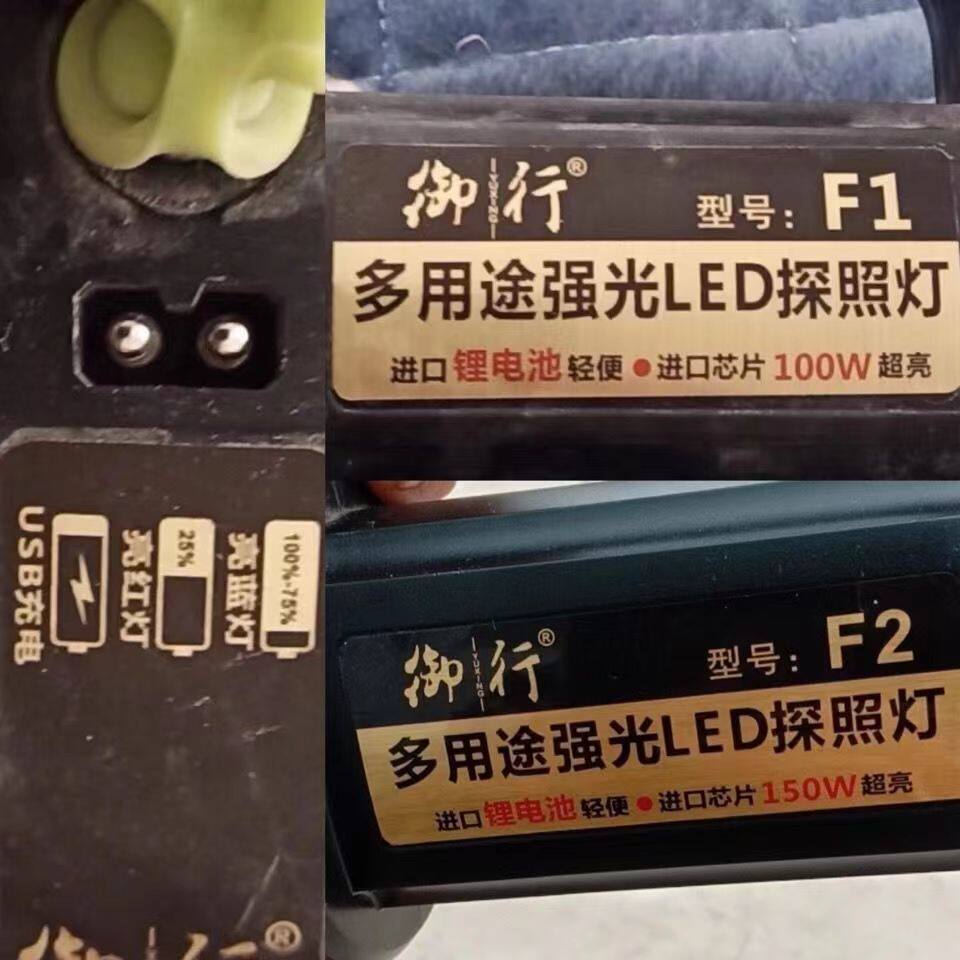 100%-75%
亮蓝灯
25%
亮红灯
USB充电
御行®
御行®
YUXING
型号：F1
多用途强光LED探照灯
进口锂电池轻便●进口芯片100W超亮
御行®
YUXING
型号：F2
多用途强光LED探照灯
进口锂电池轻便●进口芯片150W超亮